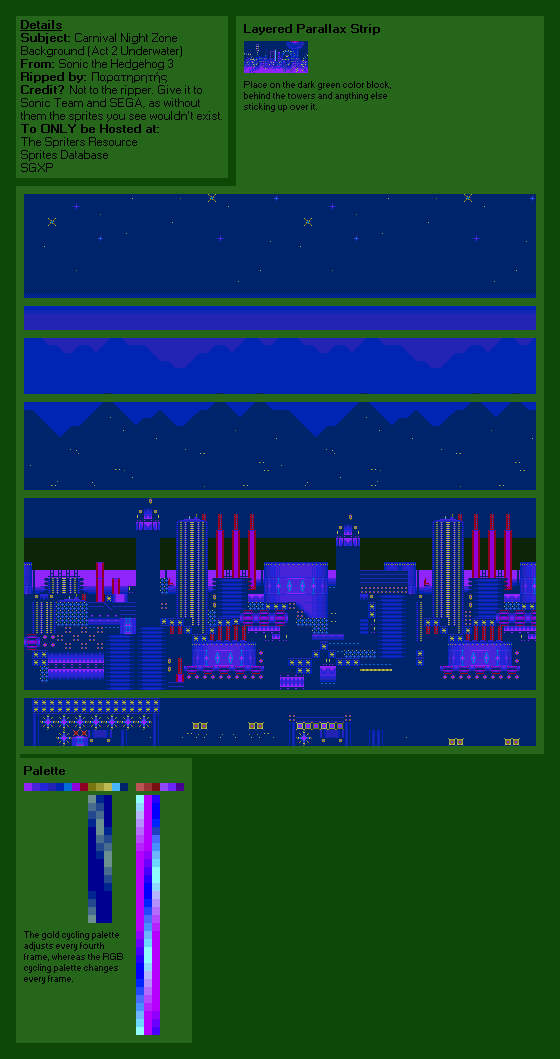 Details
Subject: Carnival Night Zone
Background (Act 2 Underwater)
From: Sonic the Hedgehog 3
Ripped by: Παρατηρητής
Credit? Not to the ripper. Give it to
Sonic Team and SEGA, as without
them the sprites you see wouldn't exist.
To ONLY be Hosted at:
The Spriters Resource
Sprites Database
SGXP
Layered Parallax Strip
Place on the dark green color block,
behind the towers and anything else
sticking up over it.
Palette
The gold cycling palette
adjusts every fourth
frame, whereas the RGB
cycling palette changes
every frame.